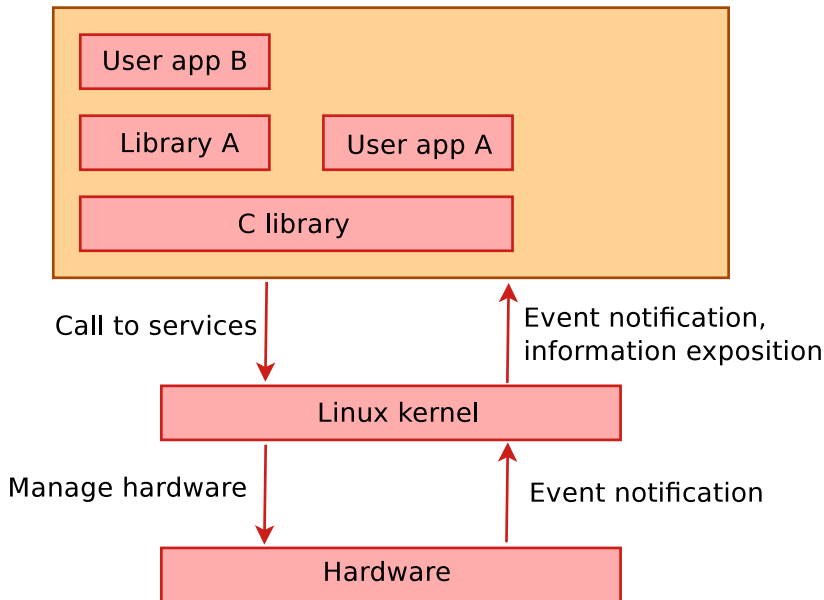 User app B
Library A
User app A
C library
Call to services
Event notification,
information exposition
Linux kernel
Manage hardware
Event notification
Hardware